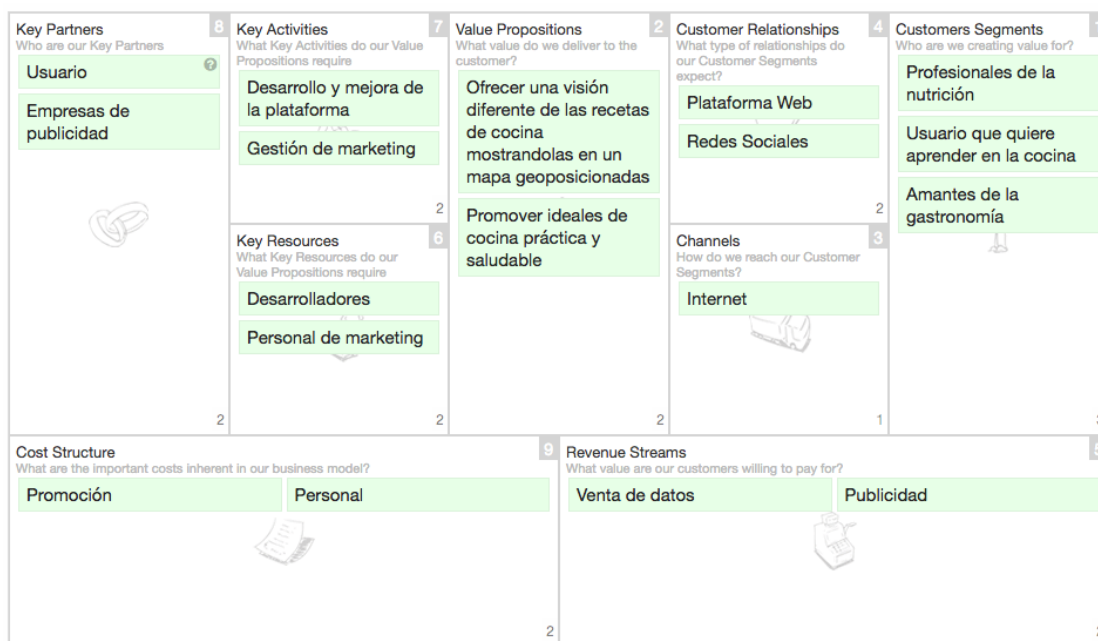 Key Partners
8
Who are our Key Partners
Usuario
?
Empresas de
publicidad
2
Key Activities
7
What Key Activities do our Value
Propositions require
Desarrollo y mejora de
la plataforma
Gestión de marketing
2
Key Resources
6
What Key Resources do our
Value Propositions require
Desarrolladores
Personal de marketing
2
Value Propositions
2
What value do we deliver to the
customer?
Ofrecer una visión
diferente de las recetas
de cocina
mostrandolas en un
mapa geoposicionadas
Promover ideales de
cocina práctica y
saludable
2
Customer Relationships
4
What type of relationships do
our Customer Segments
expect?
Plataforma Web
Redes Sociales
2
Channels
3
How do we reach our Customer
Segments?
Internet
1
Customers Segments
Who are we creating value for?
Profesionales de la
nutrición
Usuario que quiere
aprender en la cocina
Amantes de la
gastronomía
Cost Structure
9
What are the important costs inherent in our business model?
Promoción
Personal
2
Revenue Streams
What value are our customers willing to pay for?
Venta de datos
Publicidad